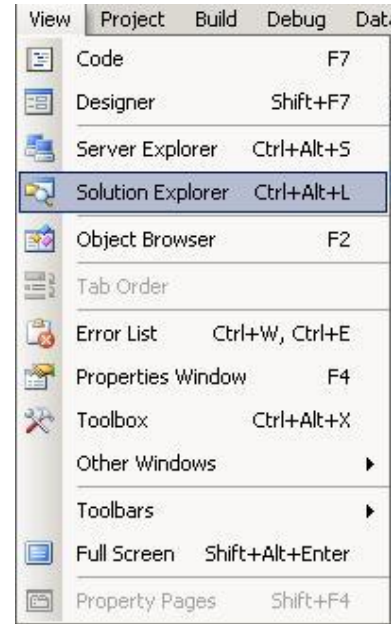 View Project Build Debug
Code F7
Designer Shift+F7
Server Explorer Ctrl+Alt+S
Solution Explorer Ctrl+Alt+L
Object Browser F2
Tab Order
Error List Ctrl+W, Ctrl+E
Properties Window F4
Toolbox Ctrl+Alt+X
Other Windows
Toolbars
Full Screen Shift+Alt+Enter
Property Pages Shift+F4